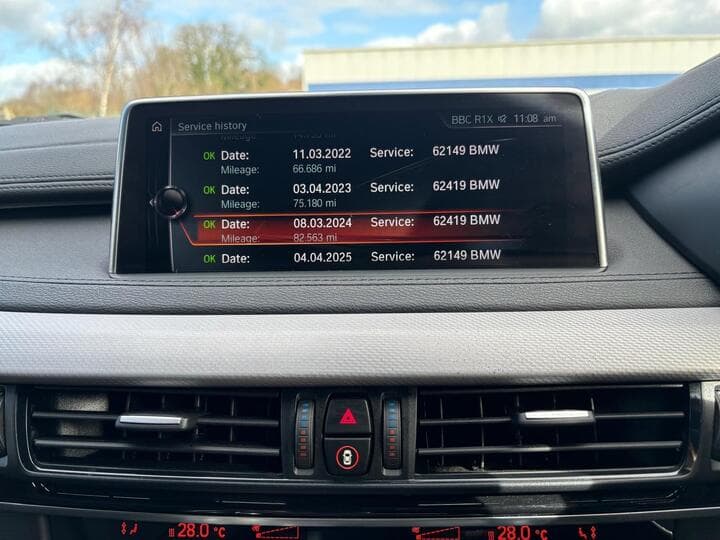 Service history
BBC R1X 11:08 am
OK Date: 11.03.2022 Service: 62149 BMW
Mileage: 66.686 mi
OK Date: 03.04.2023 Service: 62419 BMW
Mileage: 75.180 mi
OK Date: 08.03.2024 Service: 62419 BMW
Mileage: 82.563 mi
OK Date: 04.04.2025 Service: 62149 BMW
28.0 °C
28.0 °C